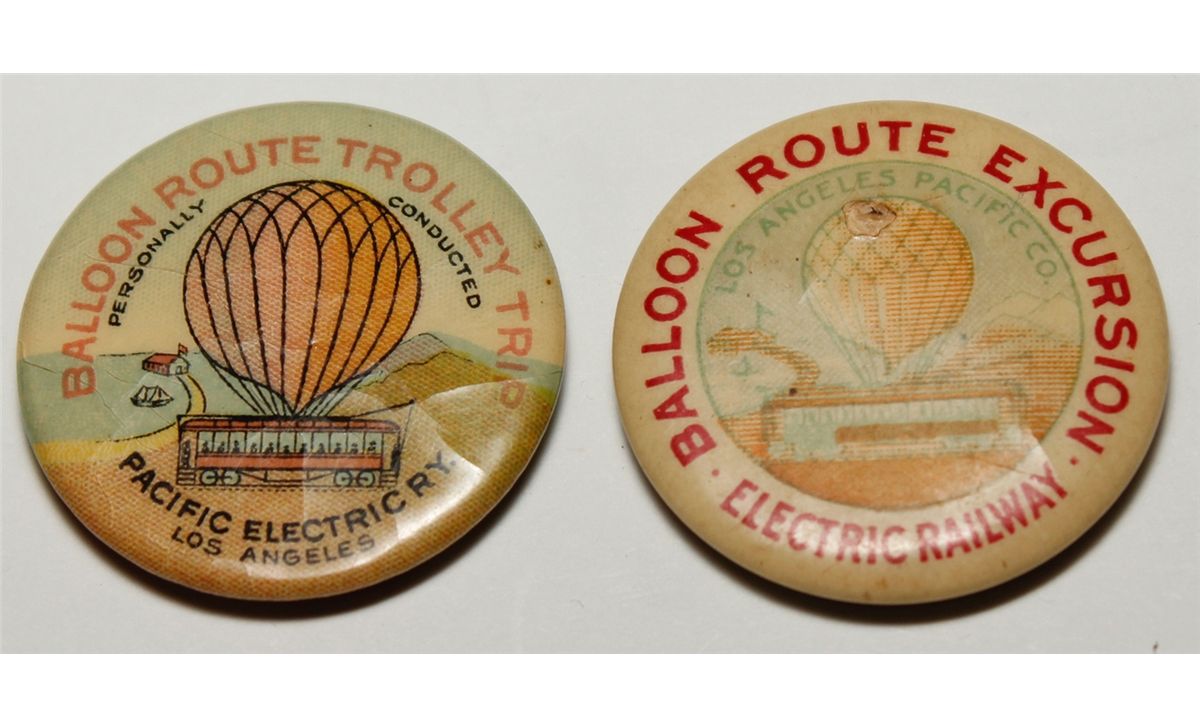 BALLOON ROUTE TROLLEY TRIP
PERSONALLY CONDUCTED
PACIFIC ELECTRIC RY.
LOS ANGELES
BALLOON ROUTE EXCURSION
LOS ANGELES PACIFIC CO.
· ELECTRIC RAILWAY ·